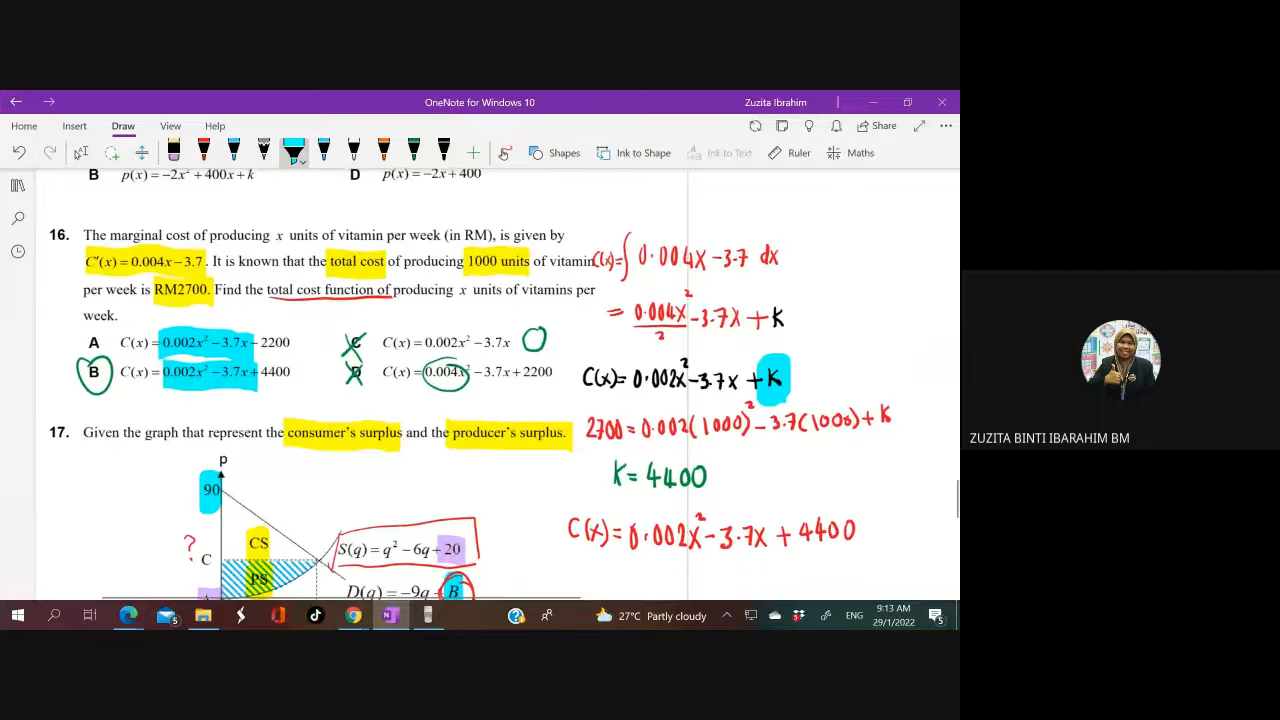 OneNote for Windows 10
Zuzita Ibrahim
Home Insert Draw View Help
Share
Shapes Ink to Shape Ink to Text Ruler Maths
B p(x) = −2x² + 400x + k D p(x) = −2x + 400
16. The marginal cost of producing x units of vitamin per week (in RM), is given by
C'(x) = 0.004x − 3.7. It is known that the total cost of producing 1000 units of vitamin
per week is RM2700. Find the total cost function of producing x units of vitamins per
week.
A C(x) = 0.002x² − 3.7x − 2200 C C(x) = 0.002x² − 3.7x
B C(x) = 0.002x² − 3.7x + 4400 D C(x) = 0.004x² − 3.7x + 2200
C(x) = ∫ 0.004x − 3.7 dx
= 0.004x²/2 − 3.7x + K
C(x) = 0.002x² − 3.7x + K
2700 = 0.002(1000)² − 3.7(1000) + K
K = 4400
C(x) = 0.002x² − 3.7x + 4400
17. Given the graph that represent the consumer's surplus and the producer's surplus.
p
90
CS
? C
PS
S(q) = q² − 6q + 20
D(q) = −9q + B
ZUZITA BINTI IBARAHIM BM
27°C Partly cloudy
ENG
9:13 AM
29/1/2022
5
5